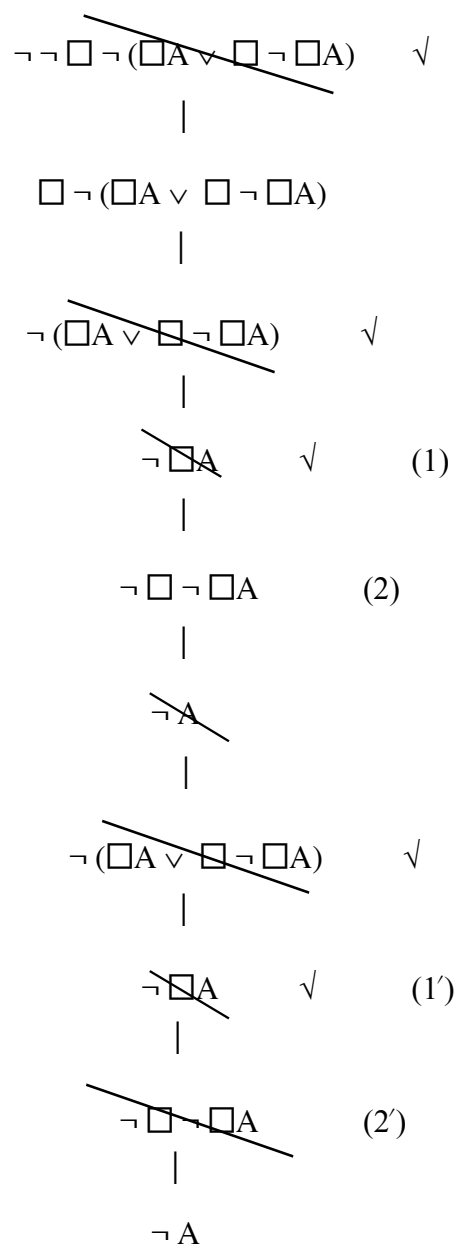 ¬ ¬ □ ¬ (□A ∨ □ ¬ □A) √
□ ¬ (□A ∨ □ ¬ □A)
¬ (□A ∨ □ ¬ □A) √
¬ □A √ (1)
¬ □ ¬ □A (2)
¬ A
¬ (□A ∨ □ ¬ □A) √
¬ □A √ (1′)
¬ □ ¬ □A (2′)
¬ A